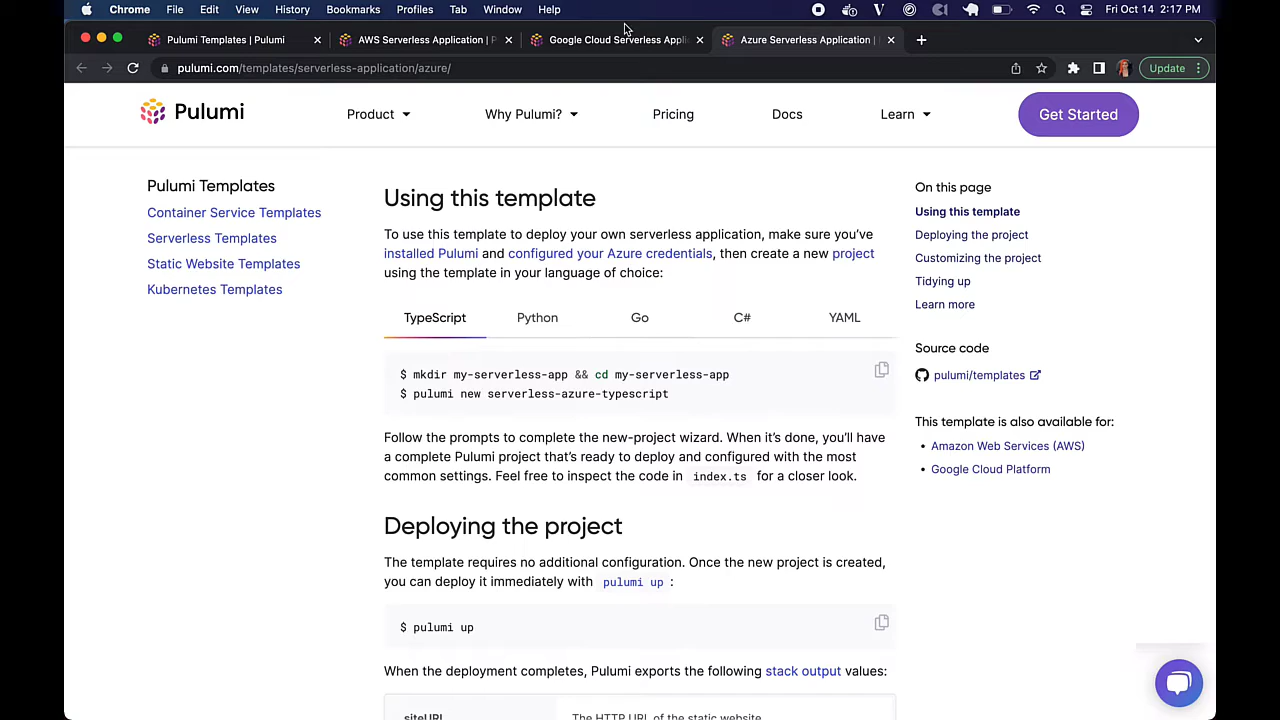 Chrome File Edit View History Bookmarks Profiles Tab Window Help Fri Oct 14 2:17 PM
Pulumi Templates | Pulumi AWS Serverless Application | P Google Cloud Serverless Applic Azure Serverless Application |
pulumi.com/templates/serverless-application/azure/ Update
Pulumi Product Why Pulumi? Pricing Docs Learn Get Started
Pulumi Templates
Container Service Templates
Serverless Templates
Static Website Templates
Kubernetes Templates
Using this template
To use this template to deploy your own serverless application, make sure you've
installed Pulumi and configured your Azure credentials, then create a new project
using the template in your language of choice:
TypeScript Python Go C# YAML
$ mkdir my-serverless-app && cd my-serverless-app
$ pulumi new serverless-azure-typescript
Follow the prompts to complete the new-project wizard. When it's done, you'll have
a complete Pulumi project that's ready to deploy and configured with the most
common settings. Feel free to inspect the code in index.ts for a closer look.
Deploying the project
The template requires no additional configuration. Once the new project is created,
you can deploy it immediately with pulumi up :
$ pulumi up
When the deployment completes, Pulumi exports the following stack output values:
siteURL The HTTP URL of the static website
On this page
Using this template
Deploying the project
Customizing the project
Tidying up
Learn more
Source code
pulumi/templates
This template is also available for:
• Amazon Web Services (AWS)
• Google Cloud Platform